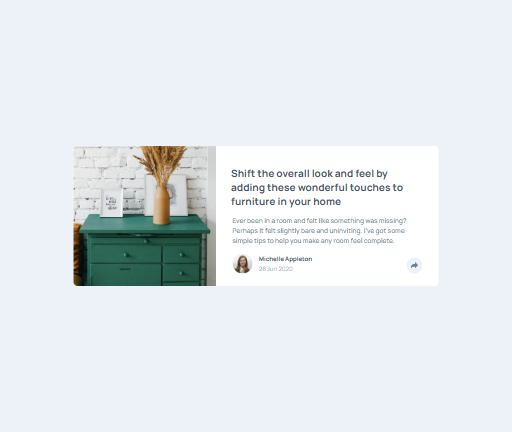 Shift the overall look and feel by
adding these wonderful touches to
furniture in your home
Ever been in a room and felt like something was missing?
Perhaps it felt slightly bare and uninviting. I've got some
simple tips to help you make any room feel complete.
Michelle Appleton
28 Jun 2020